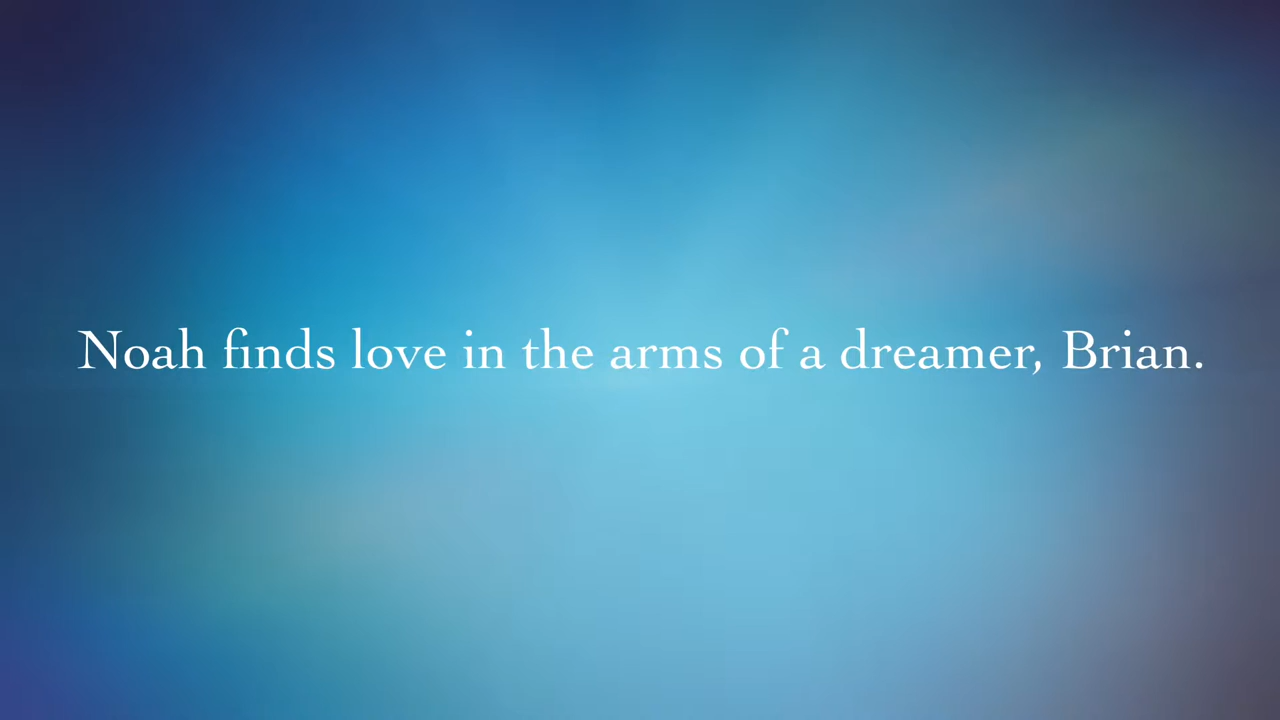 Noah finds love in the arms of a dreamer, Brian.